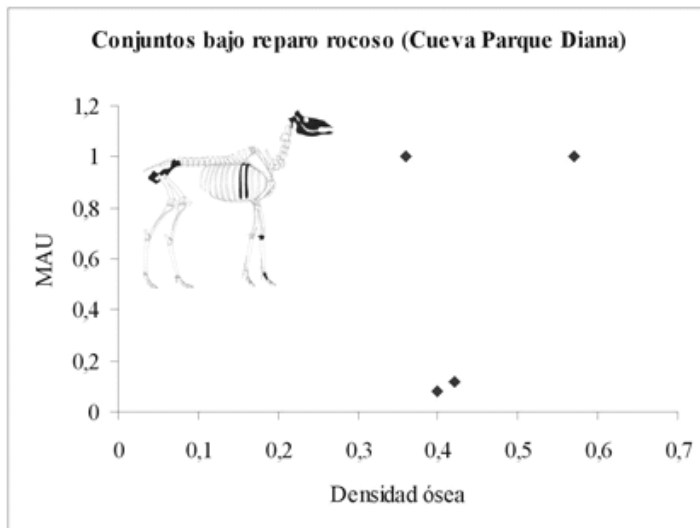 Conjuntos bajo reparo rocoso (Cueva Parque Diana)
1,2
1
0,8
0,6
0,4
0,2
0
MAU
0 0,1 0,2 0,3 0,4 0,5 0,6 0,7
Densidad ósea